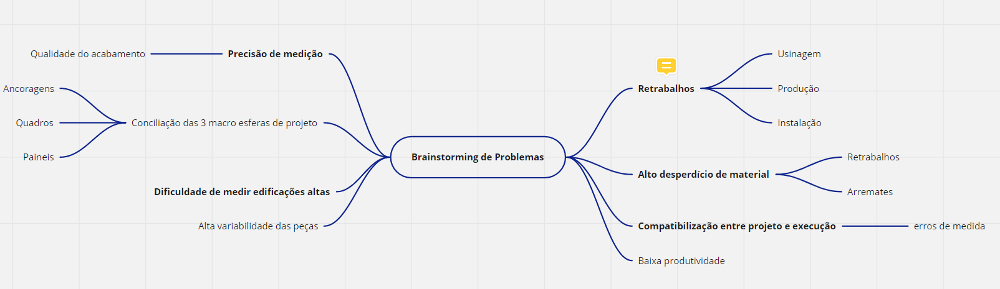 Qualidade do acabamento
Precisão de medição
Ancoragens
Quadros
Paineis
Conciliação das 3 macro esferas de projeto
Dificuldade de medir edificações altas
Alta variabilidade das peças
Brainstorming de Problemas
Retrabalhos
Usinagem
Produção
Instalação
Alto desperdício de material
Retrabalhos
Arremates
Compatibilização entre projeto e execução
erros de medida
Baixa produtividade